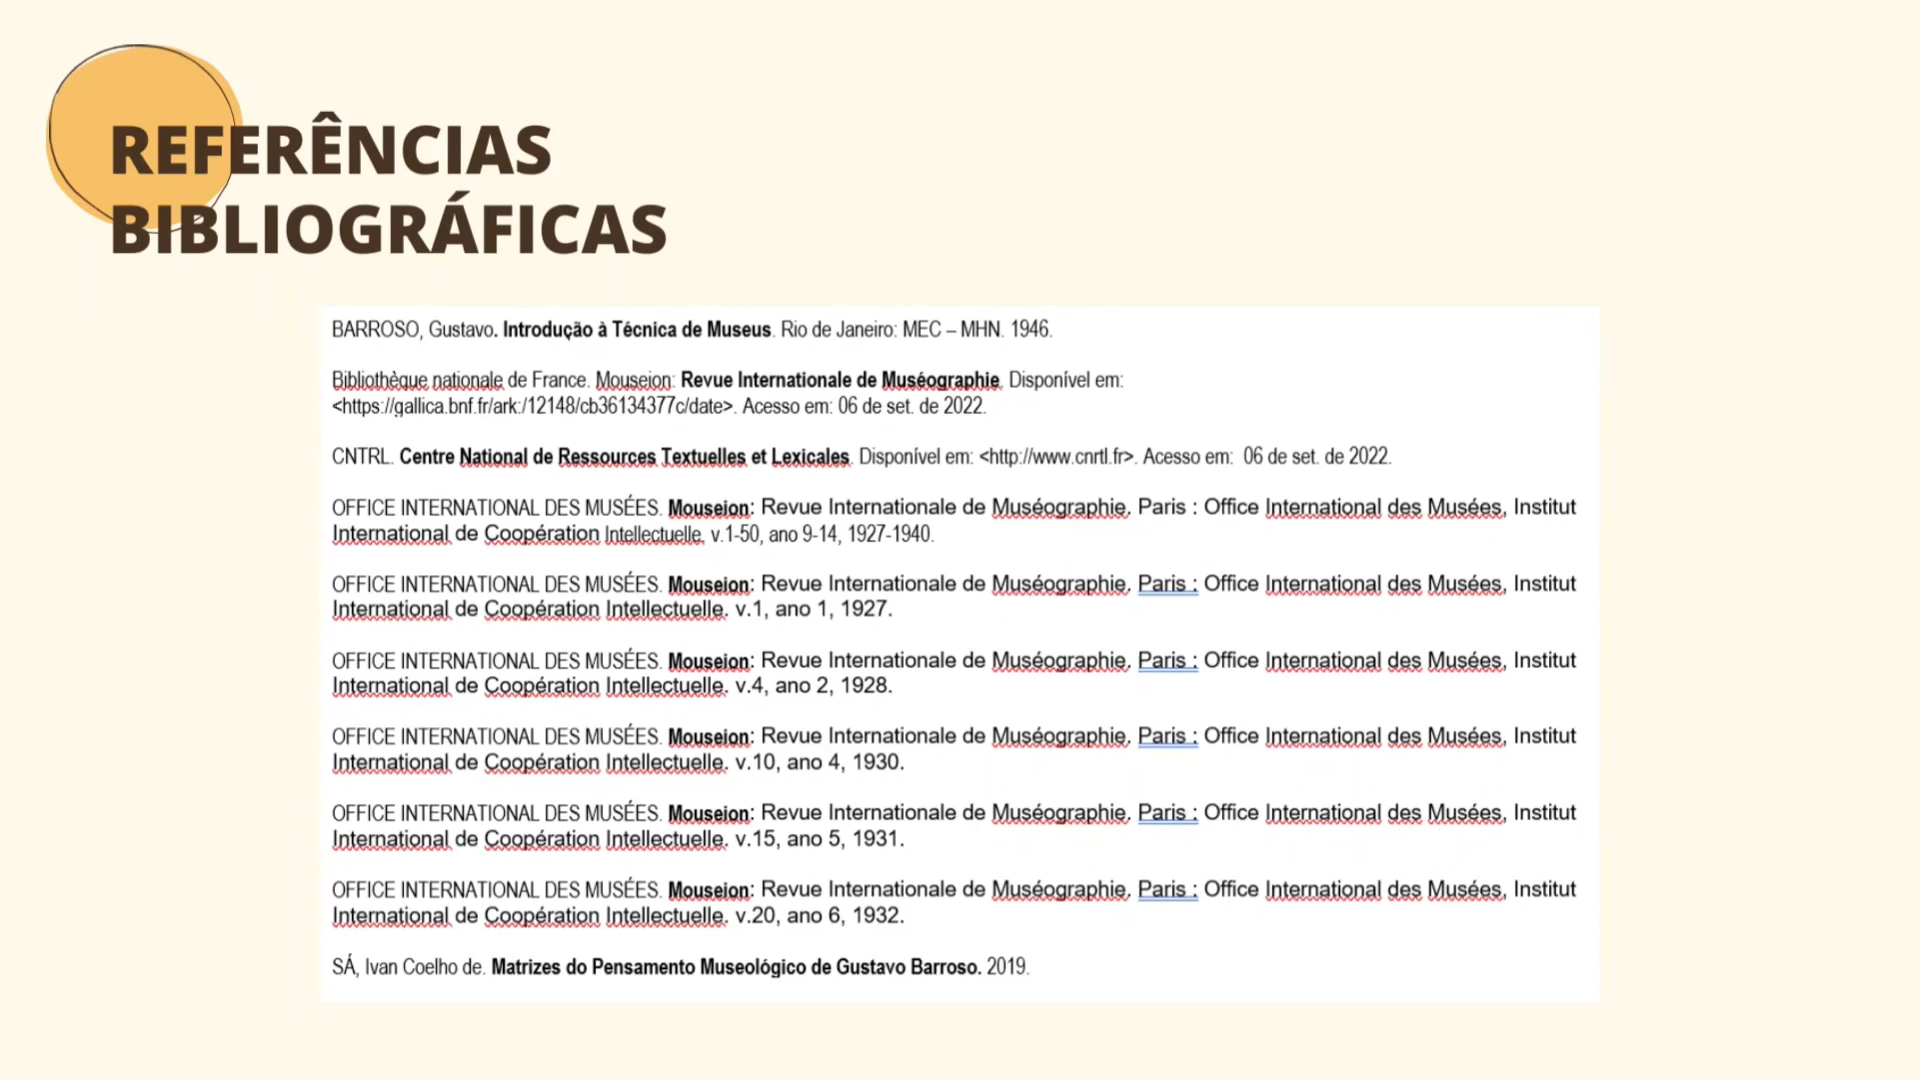 REFERÊNCIAS
BIBLIOGRÁFICAS
BARROSO, Gustavo. Introdução à Técnica de Museus. Rio de Janeiro: MEC – MHN. 1946.
Bibliothèque nationale de France. Mouseion: Revue Internationale de Muséographie. Disponível em:
<https://gallica.bnf.fr/ark:/12148/cb36134377c/date>. Acesso em: 06 de set. de 2022.
CNTRL. Centre National de Ressources Textuelles et Lexicales. Disponível em: <http://www.cnrtl.fr>. Acesso em: 06 de set. de 2022.
OFFICE INTERNATIONAL DES MUSÉES. Mouseion: Revue Internationale de Muséographie. Paris : Office International des Musées, Institut
International de Coopération Intellectuelle. v.1-50, ano 9-14, 1927-1940.
OFFICE INTERNATIONAL DES MUSÉES. Mouseion: Revue Internationale de Muséographie. Paris : Office International des Musées, Institut
International de Coopération Intellectuelle. v.1, ano 1, 1927.
OFFICE INTERNATIONAL DES MUSÉES. Mouseion: Revue Internationale de Muséographie. Paris : Office International des Musées, Institut
International de Coopération Intellectuelle. v.4, ano 2, 1928.
OFFICE INTERNATIONAL DES MUSÉES. Mouseion: Revue Internationale de Muséographie. Paris : Office International des Musées, Institut
International de Coopération Intellectuelle. v.10, ano 4, 1930.
OFFICE INTERNATIONAL DES MUSÉES. Mouseion: Revue Internationale de Muséographie. Paris : Office International des Musées, Institut
International de Coopération Intellectuelle. v.15, ano 5, 1931.
OFFICE INTERNATIONAL DES MUSÉES. Mouseion: Revue Internationale de Muséographie. Paris : Office International des Musées, Institut
International de Coopération Intellectuelle. v.20, ano 6, 1932.
SÁ, Ivan Coelho de. Matrizes do Pensamento Museológico de Gustavo Barroso. 2019.